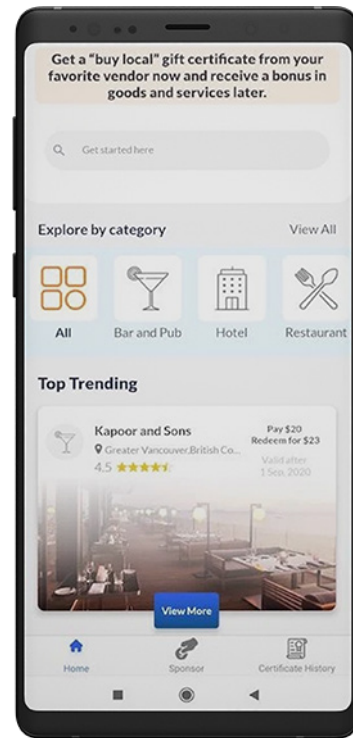 Get a “buy local” gift certificate from your
favorite vendor now and receive a bonus in
goods and services later.
Get started here
Explore by category
View All
All
Bar and Pub
Hotel
Restaurant
Top Trending
Kapoor and Sons
Greater Vancouver,British Co...
4.5
Pay $20
Redeem for $23
Valid after
1 Sep, 2020
View More
Home
Sponsor
Certificate History